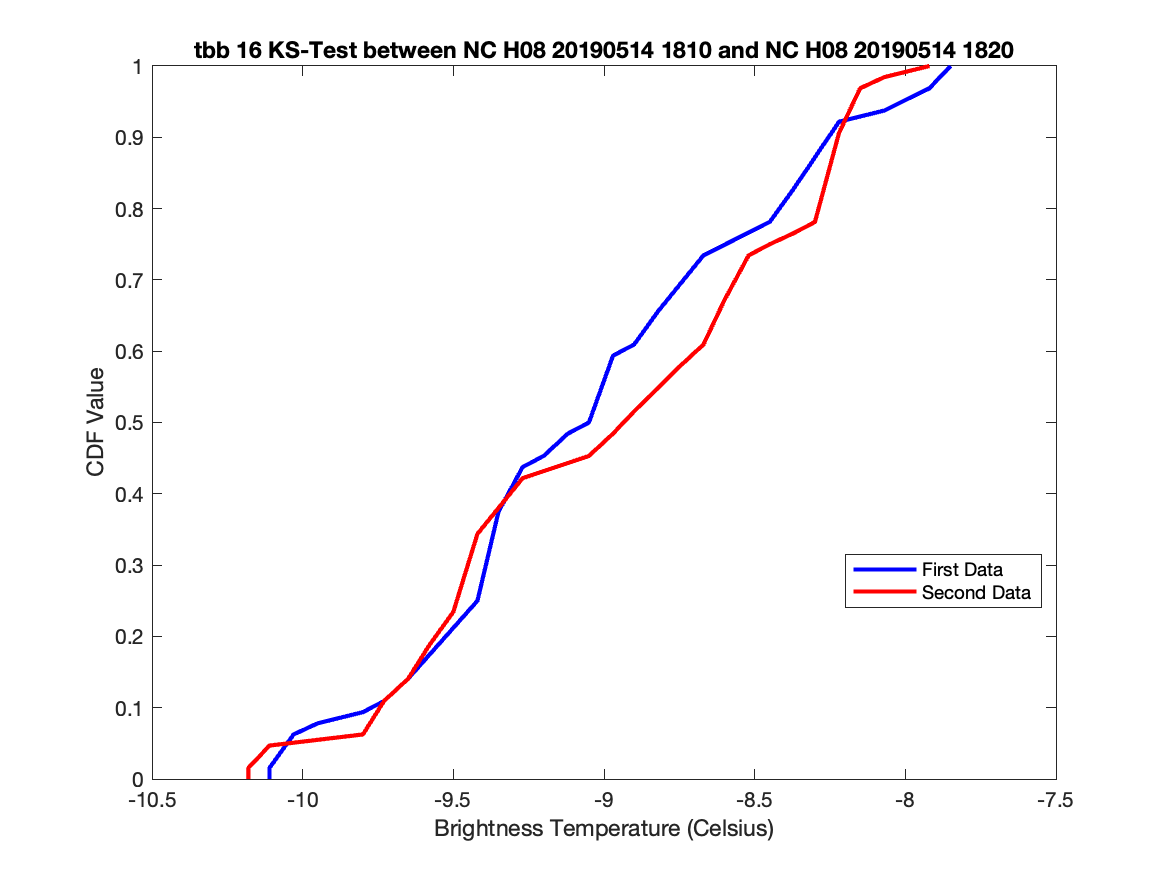 tbb 16 KS-Test between NC H08 20190514 1810 and NC H08 20190514 1820
1
0.9
0.8
0.7
0.6
0.5
0.4
0.3
0.2
0.1
0
CDF Value
First Data
Second Data
-10.5 -10 -9.5 -9 -8.5 -8 -7.5
Brightness Temperature (Celsius)